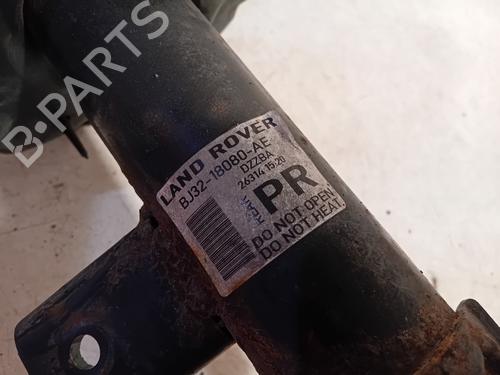 B-PARTS
LAND ROVER
BJ32-18080-AE
DZZBA
26314 15:20
PR
DO NOT OPEN
DO NOT HEAT.